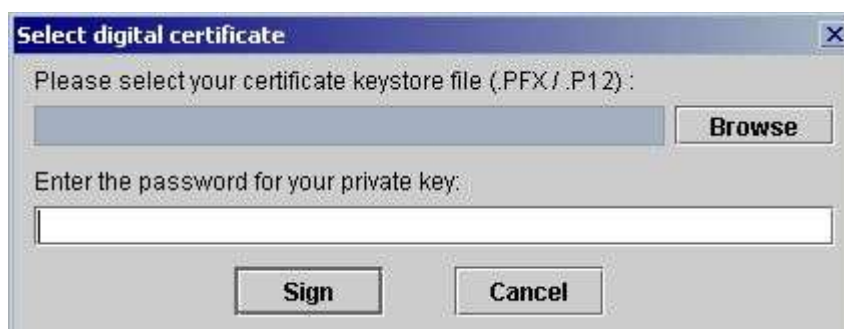 Select digital certificate
Please select your certificate keystore file (.PFX / .P12) :
Browse
Enter the password for your private key:
Sign
Cancel